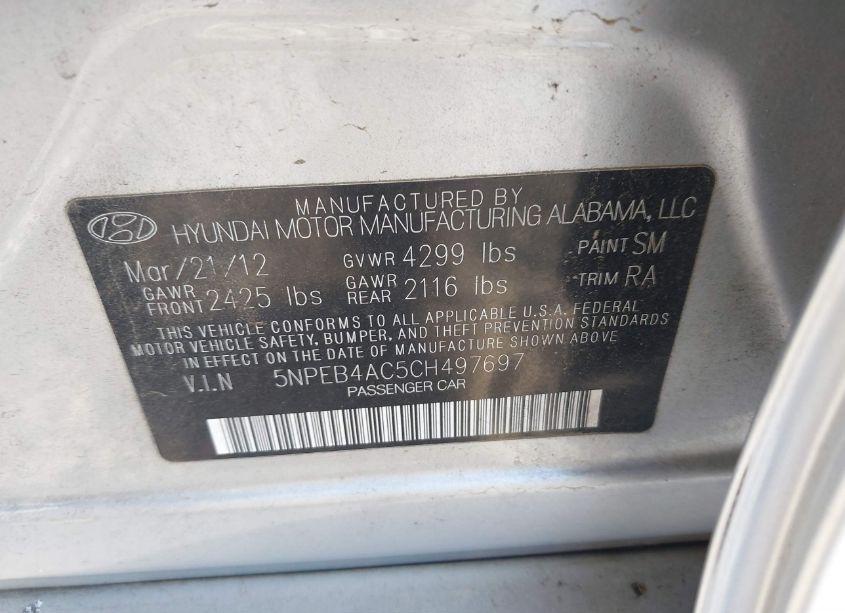 MANUFACTURED BY
HYUNDAI MOTOR MANUFACTURING ALABAMA, LLC
Mar/21/12 GVWR 4299 lbs PAINT SM
GAWR FRONT 2425 lbs GAWR REAR 2116 lbs TRIM RA
THIS VEHICLE CONFORMS TO ALL APPLICABLE U.S.A. FEDERAL
MOTOR VEHICLE SAFETY, BUMPER, AND THEFT PREVENTION STANDARDS
IN EFFECT ON THE DATE OF MANUFACTURE SHOWN ABOVE
V.I.N 5NPEB4AC5CH497697
PASSENGER CAR